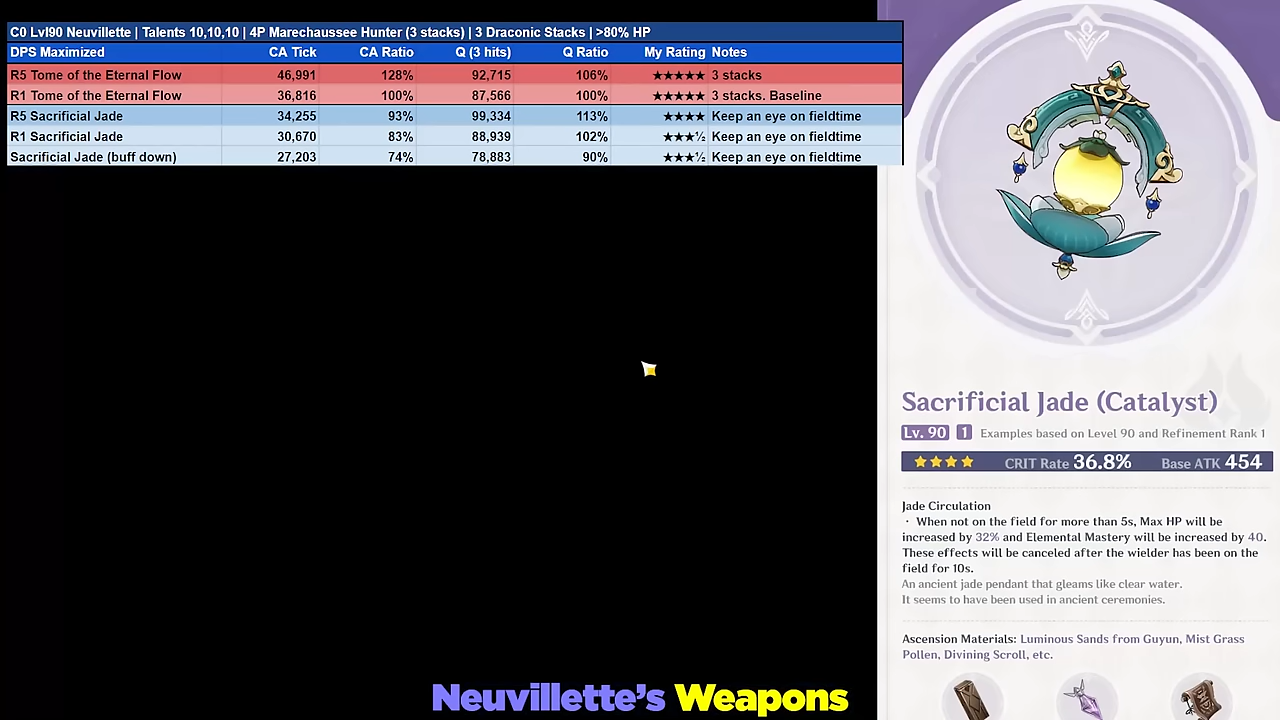 C0 Lvl90 Neuvillette | Talents 10,10,10 | 4P Marechaussee Hunter (3 stacks) | 3 Draconic Stacks | >80% HP
DPS Maximized CA Tick CA Ratio Q (3 hits) Q Ratio My Rating Notes
R5 Tome of the Eternal Flow 46,991 128% 92,715 106% ★★★★★ 3 stacks
R1 Tome of the Eternal Flow 36,816 100% 87,566 100% ★★★★★ 3 stacks. Baseline
R5 Sacrificial Jade 34,255 93% 99,334 113% ★★★★ Keep an eye on fieldtime
R1 Sacrificial Jade 30,670 83% 88,939 102% ★★★½ Keep an eye on fieldtime
Sacrificial Jade (buff down) 27,203 74% 78,883 90% ★★★½ Keep an eye on fieldtime
Sacrificial Jade (Catalyst)
Lv. 90 1 Examples based on Level 90 and Refinement Rank 1
★★★★ CRIT Rate 36.8% Base ATK 454
Jade Circulation
· When not on the field for more than 5s, Max HP will be
increased by 32% and Elemental Mastery will be increased by 40.
These effects will be canceled after the wielder has been on the
field for 10s.
An ancient jade pendant that gleams like clear water.
It seems to have been used in ancient ceremonies.
Ascension Materials: Luminous Sands from Guyun, Mist Grass
Pollen, Divining Scroll, etc.
Neuvillette's Weapons